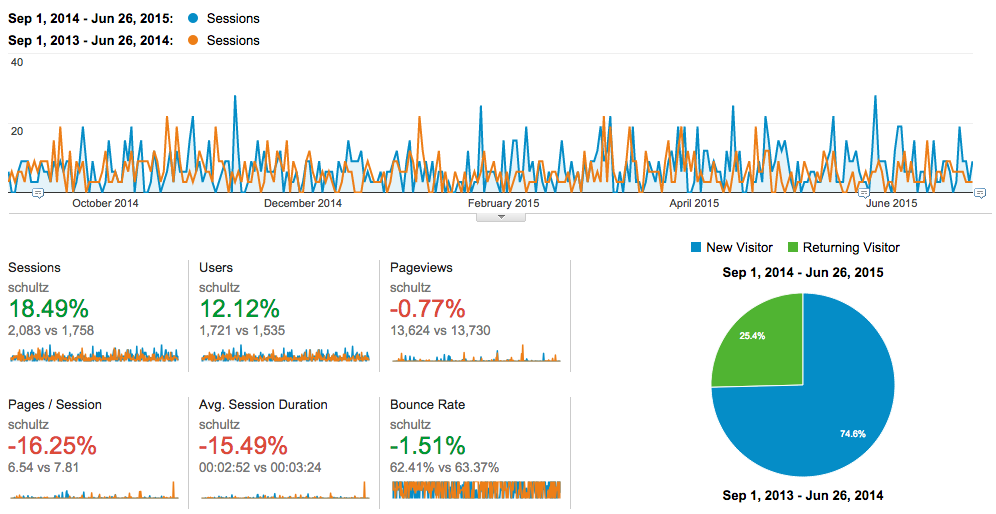 Sep 1, 2014 - Jun 26, 2015: Sessions
Sep 1, 2013 - Jun 26, 2014: Sessions
40
20
October 2014 December 2014 February 2015 April 2015 June 2015
New Visitor Returning Visitor
Sep 1, 2014 - Jun 26, 2015
Sessions
schultz
18.49%
2,083 vs 1,758
Users
schultz
12.12%
1,721 vs 1,535
Pageviews
schultz
-0.77%
13,624 vs 13,730
25.4%
74.6%
Pages / Session
schultz
-16.25%
6.54 vs 7.81
Avg. Session Duration
schultz
-15.49%
00:02:52 vs 00:03:24
Bounce Rate
schultz
-1.51%
62.41% vs 63.37%
Sep 1, 2013 - Jun 26, 2014